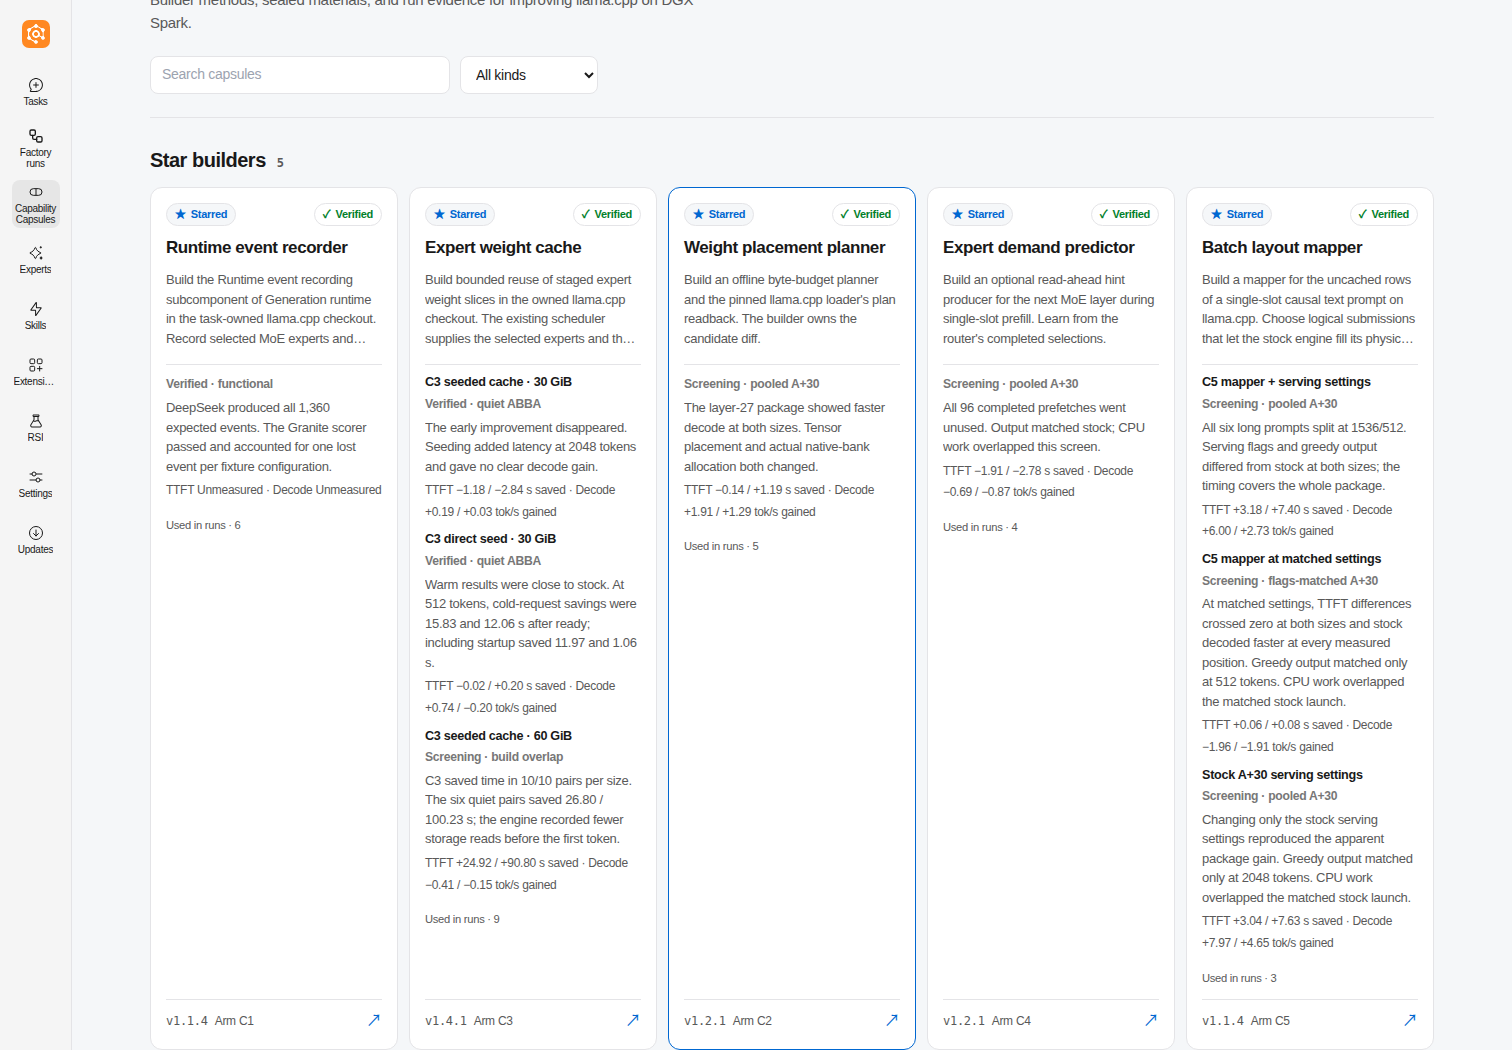 Builder methods, sealed materials, and run evidence for improving llama.cpp on DGX
Spark.
Search capsules
All kinds
Tasks
Factory
runs
Capability
Capsules
Experts
Skills
Extensi…
RSI
Settings
Updates
Star builders 5
Starred
Verified
Runtime event recorder
Build the Runtime event recording
subcomponent of Generation runtime
in the task-owned llama.cpp checkout.
Record selected MoE experts and…
Verified · functional
DeepSeek produced all 1,360
expected events. The Granite scorer
passed and accounted for one lost
event per fixture configuration.
TTFT Unmeasured · Decode Unmeasured
Used in runs · 6
v1.1.4 Arm C1
Starred
Verified
Expert weight cache
Build bounded reuse of staged expert
weight slices in the owned llama.cpp
checkout. The existing scheduler
supplies the selected experts and th…
C3 seeded cache · 30 GiB
Verified · quiet ABBA
The early improvement disappeared.
Seeding added latency at 2048 tokens
and gave no clear decode gain.
TTFT −1.18 / −2.84 s saved · Decode
+0.19 / +0.03 tok/s gained
C3 direct seed · 30 GiB
Verified · quiet ABBA
Warm results were close to stock. At
512 tokens, cold-request savings were
15.83 and 12.06 s after ready;
including startup saved 11.97 and 1.06
s.
TTFT −0.02 / +0.20 s saved · Decode
+0.74 / −0.20 tok/s gained
C3 seeded cache · 60 GiB
Screening · build overlap
C3 saved time in 10/10 pairs per size.
The six quiet pairs saved 26.80 /
100.23 s; the engine recorded fewer
storage reads before the first token.
TTFT +24.92 / +90.80 s saved · Decode
−0.41 / −0.15 tok/s gained
Used in runs · 9
v1.4.1 Arm C3
Starred
Verified
Weight placement planner
Build an offline byte-budget planner
and the pinned llama.cpp loader's plan
readback. The builder owns the
candidate diff.
Screening · pooled A+30
The layer-27 package showed faster
decode at both sizes. Tensor
placement and actual native-bank
allocation both changed.
TTFT −0.14 / +1.19 s saved · Decode
+1.91 / +1.29 tok/s gained
Used in runs · 5
v1.2.1 Arm C2
Starred
Verified
Expert demand predictor
Build an optional read-ahead hint
producer for the next MoE layer during
single-slot prefill. Learn from the
router's completed selections.
Screening · pooled A+30
All 96 completed prefetches went
unused. Output matched stock; CPU
work overlapped this screen.
TTFT −1.91 / −2.78 s saved · Decode
−0.69 / −0.87 tok/s gained
Used in runs · 4
v1.2.1 Arm C4
Starred
Verified
Batch layout mapper
Build a mapper for the uncached rows
of a single-slot causal text prompt on
llama.cpp. Choose logical submissions
that let the stock engine fill its physic…
C5 mapper + serving settings
Screening · pooled A+30
All six long prompts split at 1536/512.
Serving flags and greedy output
differed from stock at both sizes; the
timing covers the whole package.
TTFT +3.18 / +7.40 s saved · Decode
+6.00 / +2.73 tok/s gained
C5 mapper at matched settings
Screening · flags-matched A+30
At matched settings, TTFT differences
crossed zero at both sizes and stock
decoded faster at every measured
position. Greedy output matched only
at 512 tokens. CPU work overlapped
the matched stock launch.
TTFT +0.06 / +0.08 s saved · Decode
−1.96 / −1.91 tok/s gained
Stock A+30 serving settings
Screening · pooled A+30
Changing only the stock serving
settings reproduced the apparent
package gain. Greedy output matched
only at 2048 tokens. CPU work
overlapped the matched stock launch.
TTFT +3.04 / +7.63 s saved · Decode
+7.97 / +4.65 tok/s gained
Used in runs · 3
v1.1.4 Arm C5